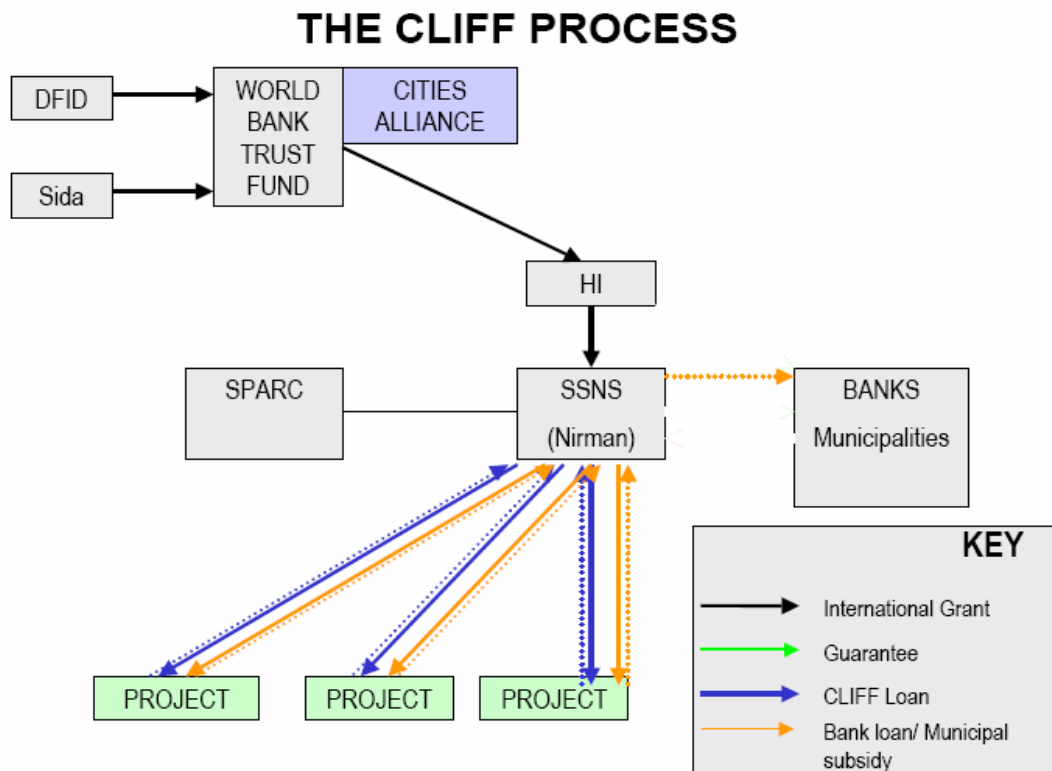 THE CLIFF PROCESS
DFID
WORLD
BANK
TRUST
FUND
CITIES
ALLIANCE
Sida
HI
SPARC
SSNS
(Nirman)
BANKS
Municipalities
PROJECT
PROJECT
PROJECT
KEY
International Grant
Guarantee
CLIFF Loan
Bank loan/ Municipal
subsidy